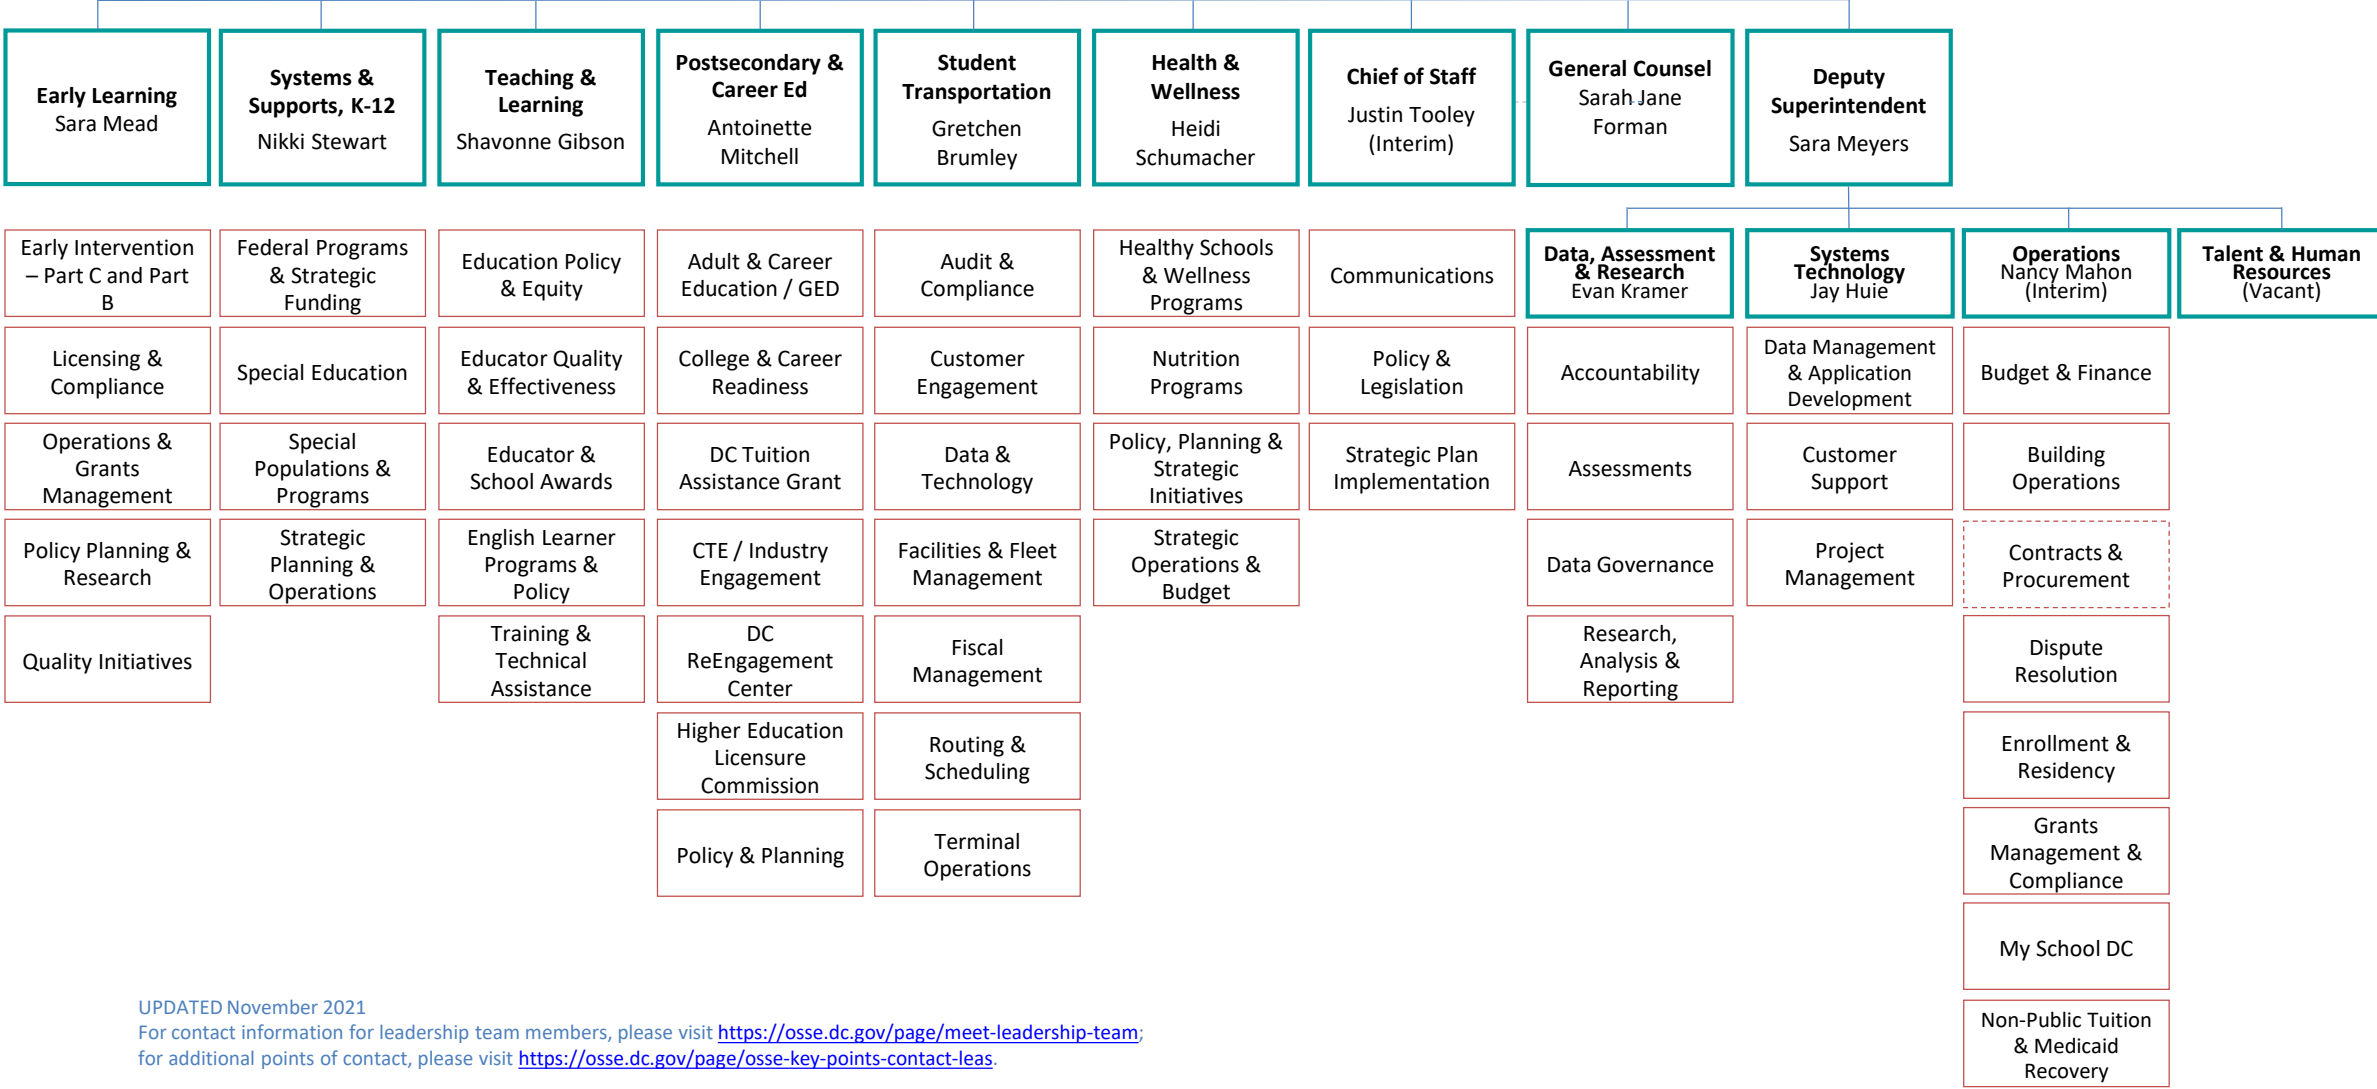 Early Learning
Sara Mead
Systems &
Supports, K-12
Nikki Stewart
Teaching &
Learning
Shavonne Gibson
Postsecondary &
Career Ed
Antoinette
Mitchell
Student
Transportation
Gretchen
Brumley
Health &
Wellness
Heidi
Schumacher
Chief of Staff
Justin Tooley
(Interim)
General Counsel
Sarah Jane
Forman
Deputy
Superintendent
Sara Meyers
Early Intervention
– Part C and Part
B
Licensing &
Compliance
Operations &
Grants
Management
Policy Planning &
Research
Quality Initiatives
Federal Programs
& Strategic
Funding
Special Education
Special
Populations &
Programs
Strategic
Planning &
Operations
Education Policy
& Equity
Educator Quality
& Effectiveness
Educator &
School Awards
English Learner
Programs &
Policy
Training &
Technical
Assistance
Adult & Career
Education / GED
College & Career
Readiness
DC Tuition
Assistance Grant
CTE / Industry
Engagement
DC
ReEngagement
Center
Higher Education
Licensure
Commission
Policy & Planning
Audit &
Compliance
Customer
Engagement
Data &
Technology
Facilities & Fleet
Management
Fiscal
Management
Routing &
Scheduling
Terminal
Operations
Healthy Schools
& Wellness
Programs
Nutrition
Programs
Policy, Planning &
Strategic
Initiatives
Strategic
Operations &
Budget
Communications
Policy &
Legislation
Strategic Plan
Implementation
Data, Assessment
& Research
Evan Kramer
Accountability
Assessments
Data Governance
Research,
Analysis &
Reporting
Systems
Technology
Jay Huie
Data Management
& Application
Development
Customer
Support
Project
Management
Operations
Nancy Mahon
(Interim)
Budget & Finance
Building
Operations
Contracts &
Procurement
Dispute
Resolution
Enrollment &
Residency
Grants
Management &
Compliance
My School DC
Non-Public Tuition
& Medicaid
Recovery
Talent & Human
Resources
(Vacant)
UPDATED November 2021
For contact information for leadership team members, please visit https://osse.dc.gov/page/meet-leadership-team;
for additional points of contact, please visit https://osse.dc.gov/page/osse-key-points-contact-leas.